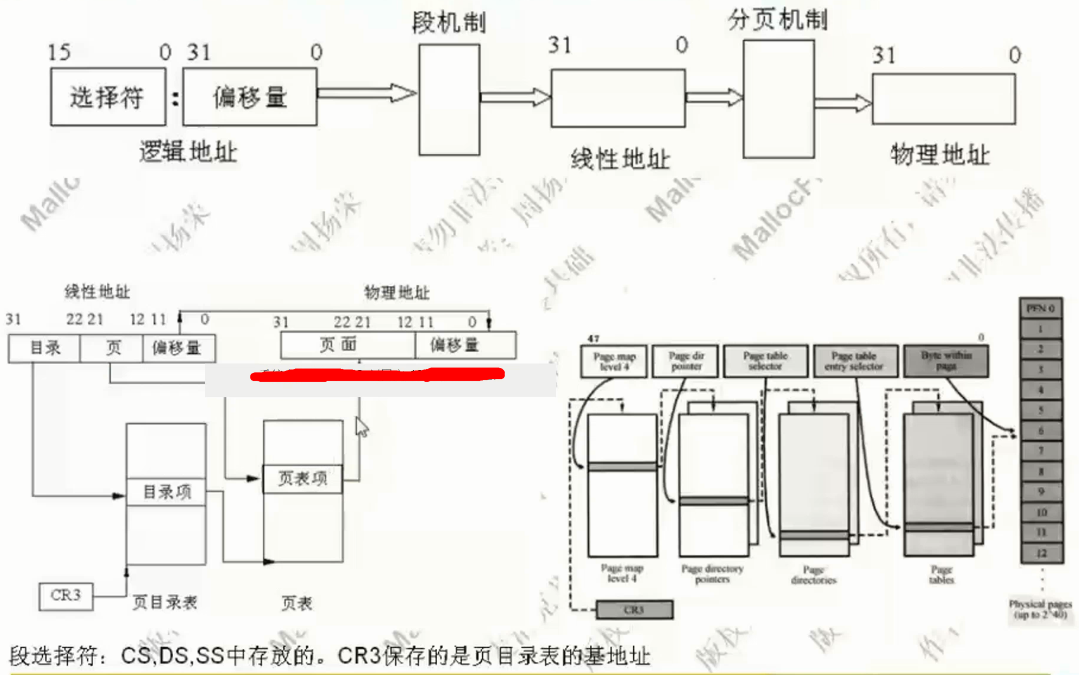 段机制
分页机制
15 0 31 0
31 0
31 0
选择符 : 偏移量
逻辑地址
线性地址
物理地址
线性地址
物理地址
31 22 21 12 11 0
31 22 21 12 11 0
目录 页 偏移量
页面 偏移量
目录项
页表项
CR3
页目录表
页表
47 0
Page map level 4
Page dir pointer
Page table selector
Page table entry selector
Byte within page
PFN 0
1
2
3
4
5
6
7
8
9
10
11
12
Page map level 4
Page directory pointers
Page directories
Page tables
CR3
Physical pages
(up to 2^40)
段选择符：CS,DS,SS中存放的。CR3保存的是页目录表的基地址